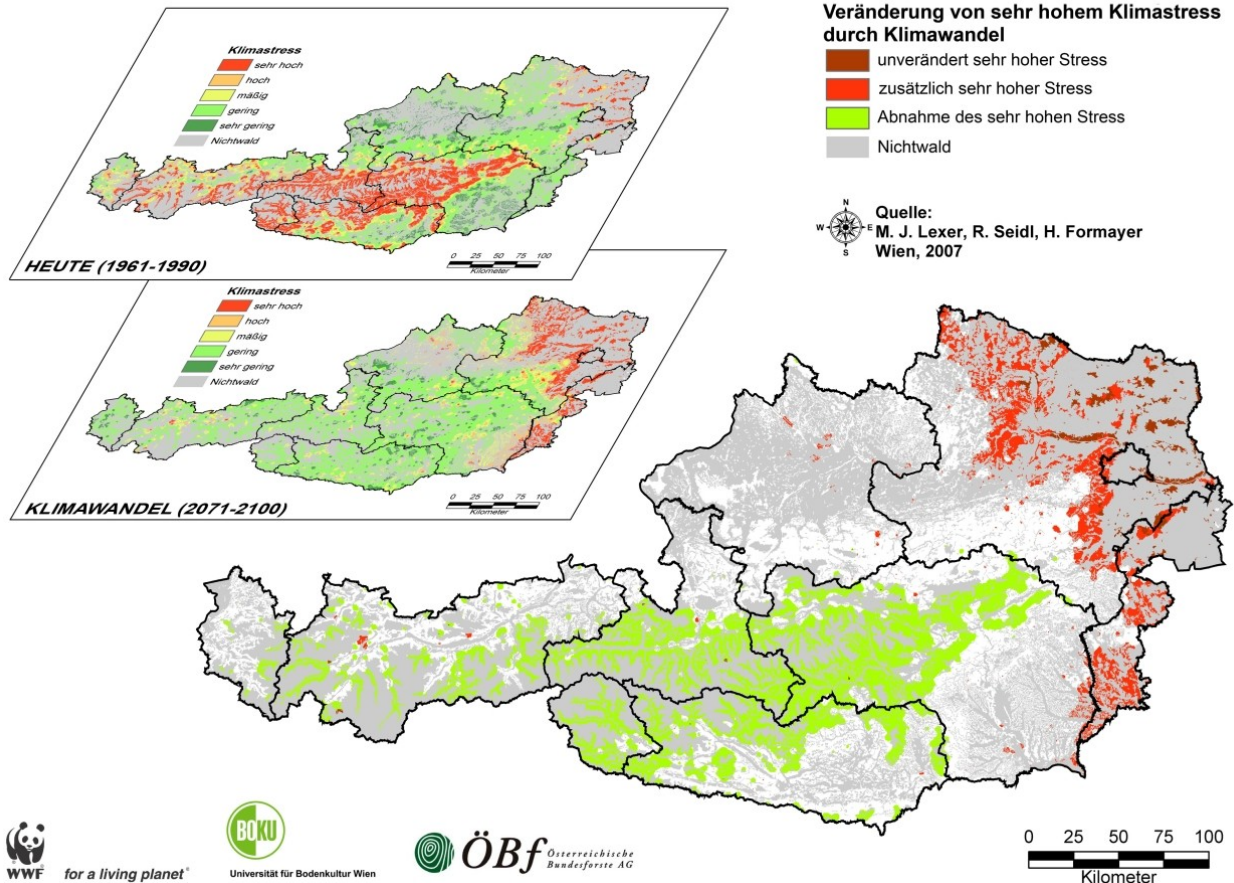 Klimastress
sehr hoch
hoch
mäßig
gering
sehr gering
Nichtwald
0 25 50 75 100
Kilometer
HEUTE (1961-1990)
Klimastress
sehr hoch
hoch
mäßig
gering
sehr gering
Nichtwald
0 25 50 75 100
Kilometer
KLIMAWANDEL (2071-2100)
Veränderung von sehr hohem Klimastress
durch Klimawandel
unverändert sehr hoher Stress
zusätzlich sehr hoher Stress
Abnahme des sehr hohen Stress
Nichtwald
N
W E
S
Quelle:
M. J. Lexer, R. Seidl, H. Formayer
Wien, 2007
WWF
for a living planet®
BOKU
Universität für Bodenkultur Wien
ÖBf Österreichische
Bundesforste AG
0 25 50 75 100
Kilometer